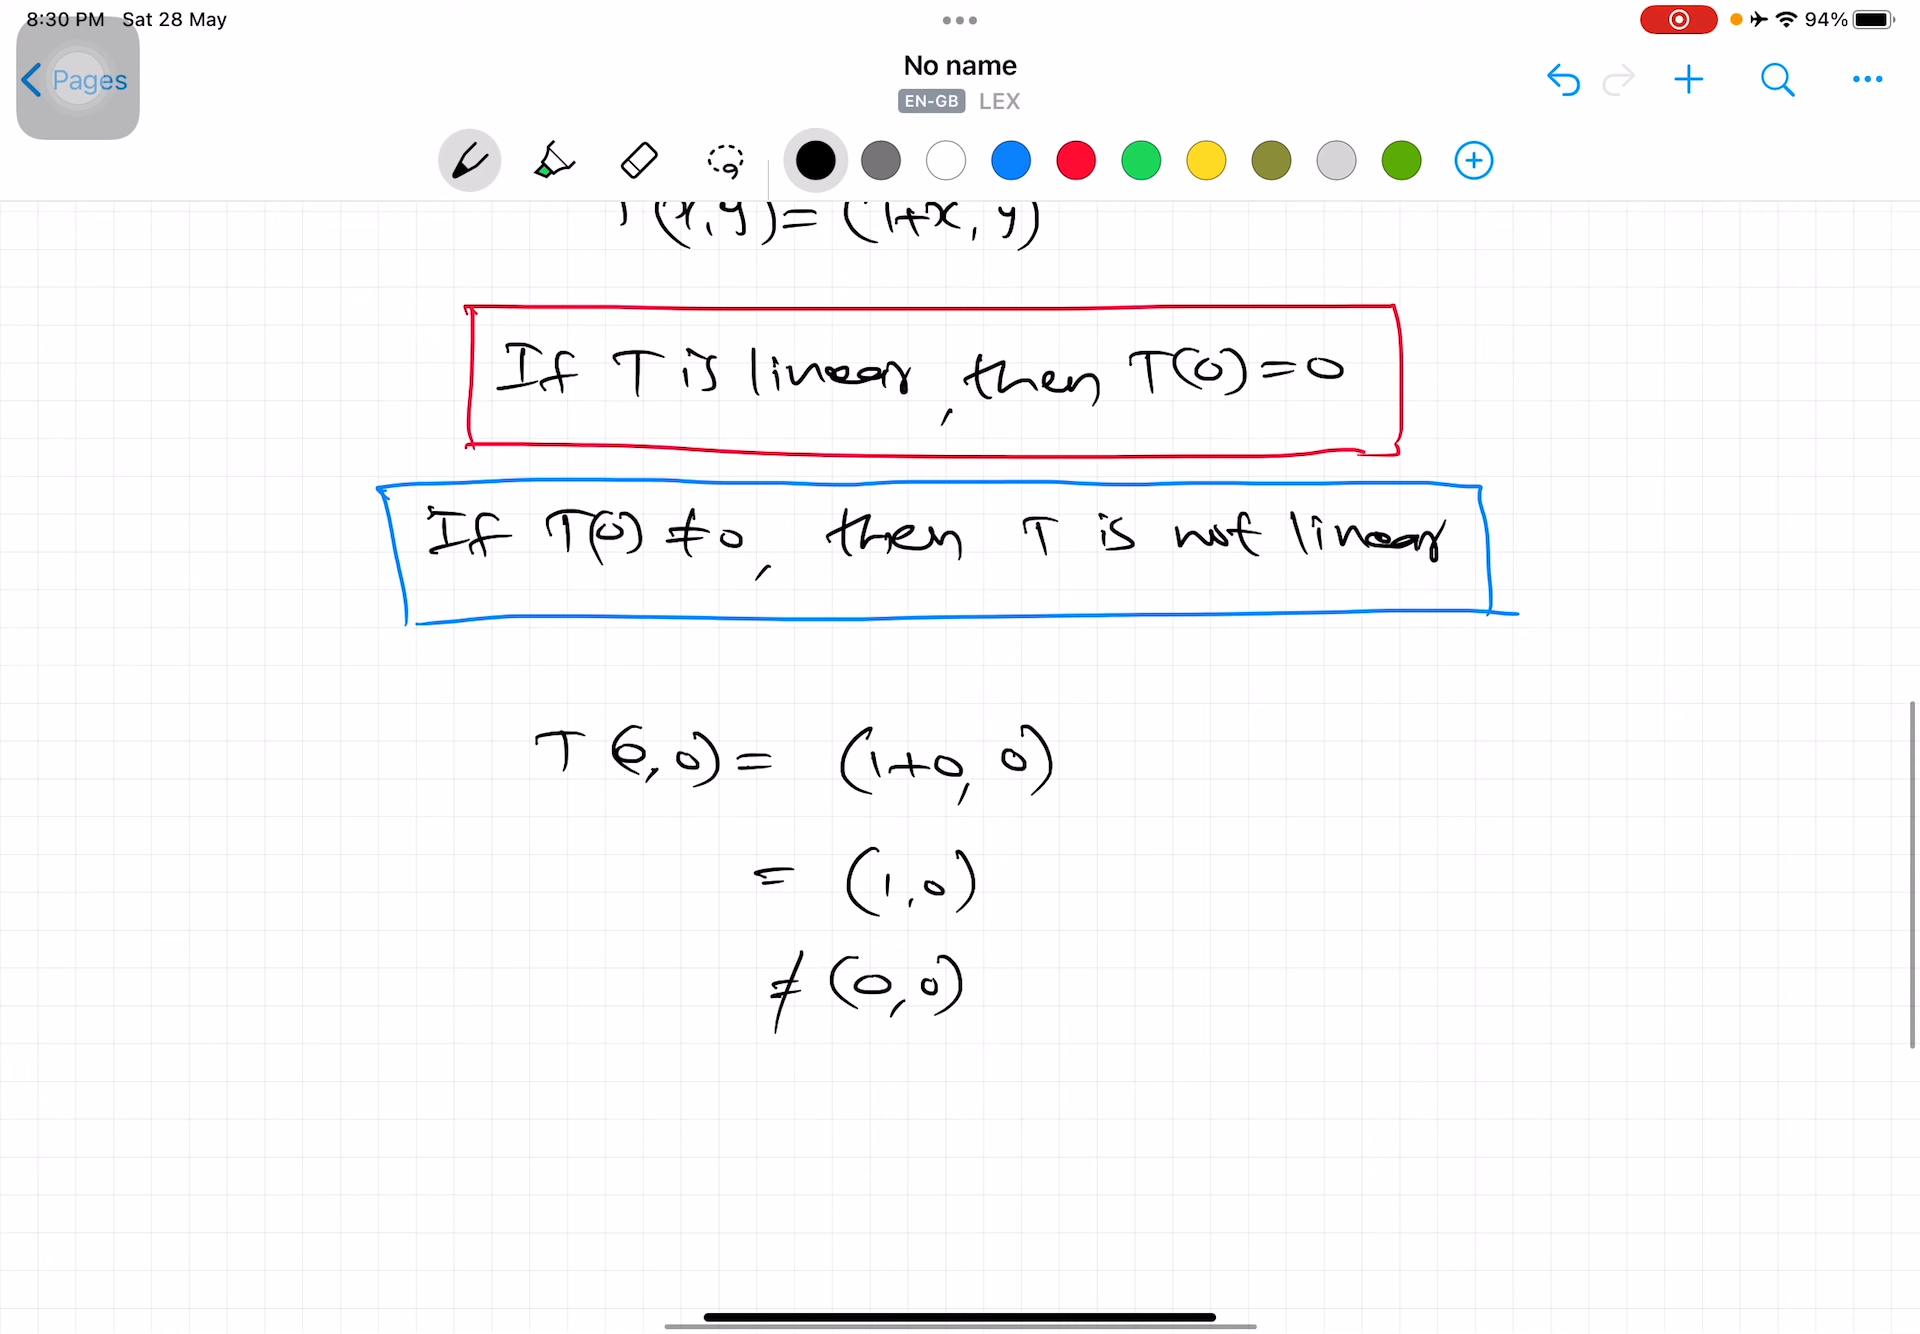 8:30 PM Sat 28 May
94%
Pages
No name
EN-GB LEX
T(x,y)= (1+x, y)
If T is linear, then T(0)=0
If T(0) ≠0, then T is not linear
T (0,0)= (1+0, 0)
= (1,0)
≠ (0,0)